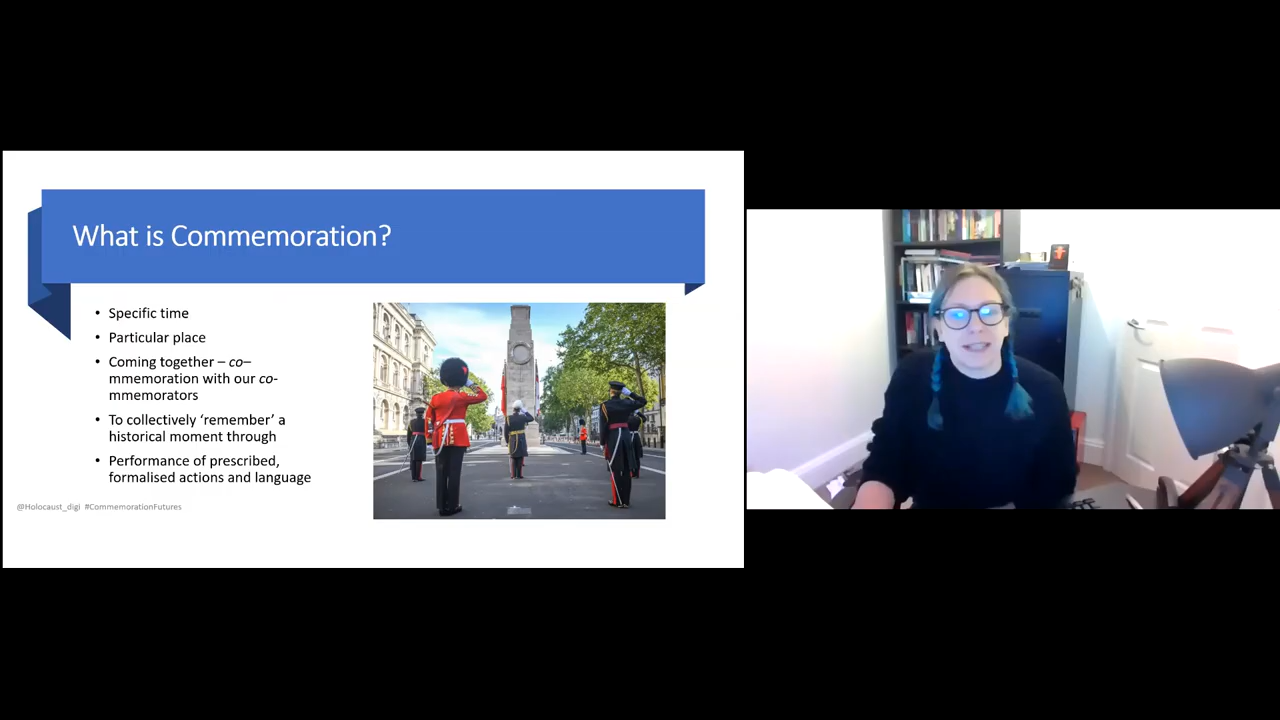 What is Commemoration?
• Specific time
• Particular place
• Coming together – co–
mmemoration with our co-
mmemorators
• To collectively ‘remember’ a
historical moment through
• Performance of prescribed,
formalised actions and language
@Holocaust_digi #CommemorationFutures